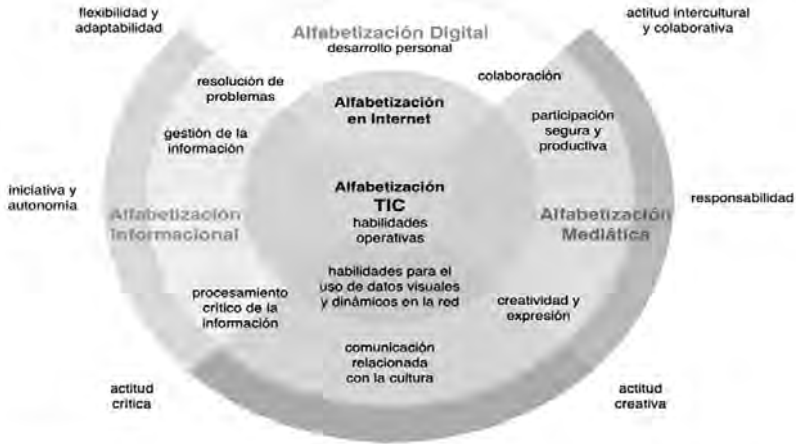 flexibilidad y
adaptabilidad
Alfabetización Digital
desarrollo personal
actitud intercultural
y colaborativa
resolución de
problemas
Alfabetización
en Internet
colaboración
gestión de la
información
participación
segura y
productiva
iniciativa y
autonomía
Alfabetización
Informacional
Alfabetización
TIC
habilidades
operativas
Alfabetización
Mediática
responsabilidad
procesamiento
crítico de la
información
habilidades para el
uso de datos visuales
y dinámicos en la red
creatividad y
expresión
comunicación
relacionada
con la cultura
actitud
crítica
actitud
creativa